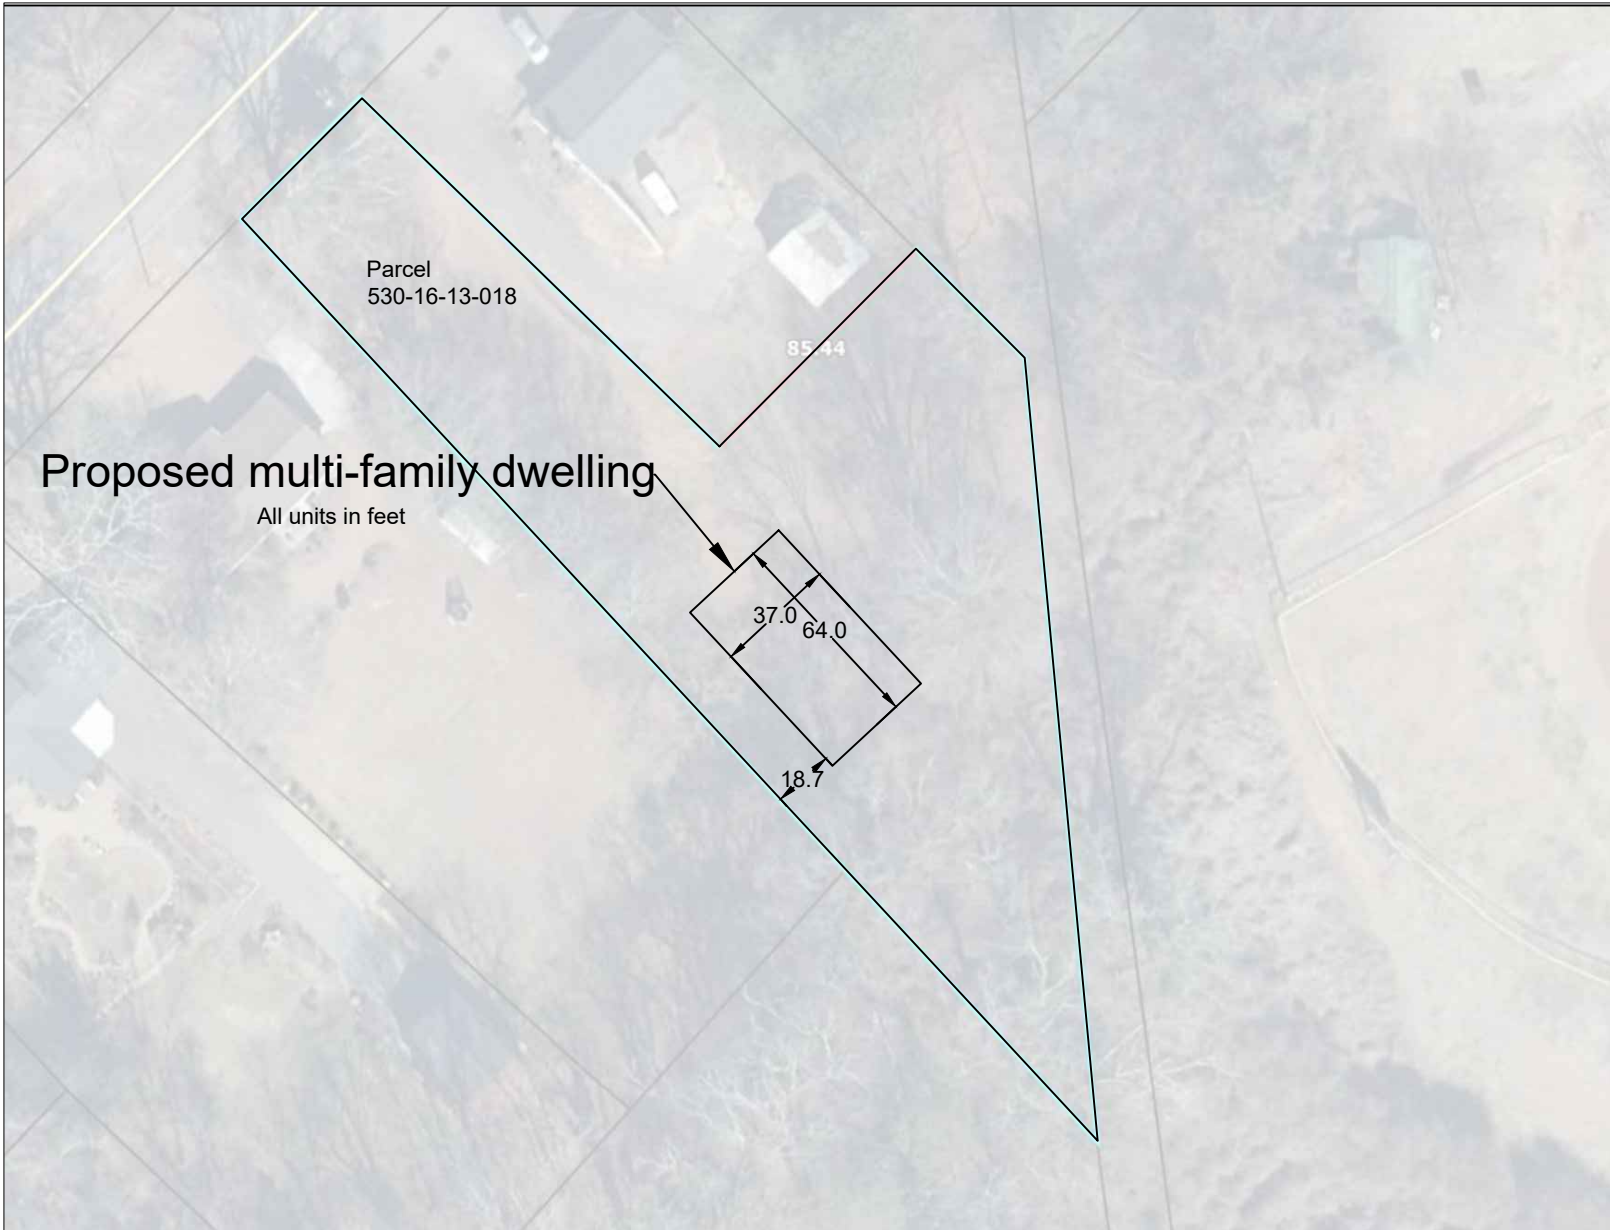 Parcel
530-16-13-018
85.44
Proposed multi-family dwelling
All units in feet
37.0
64.0
18.7